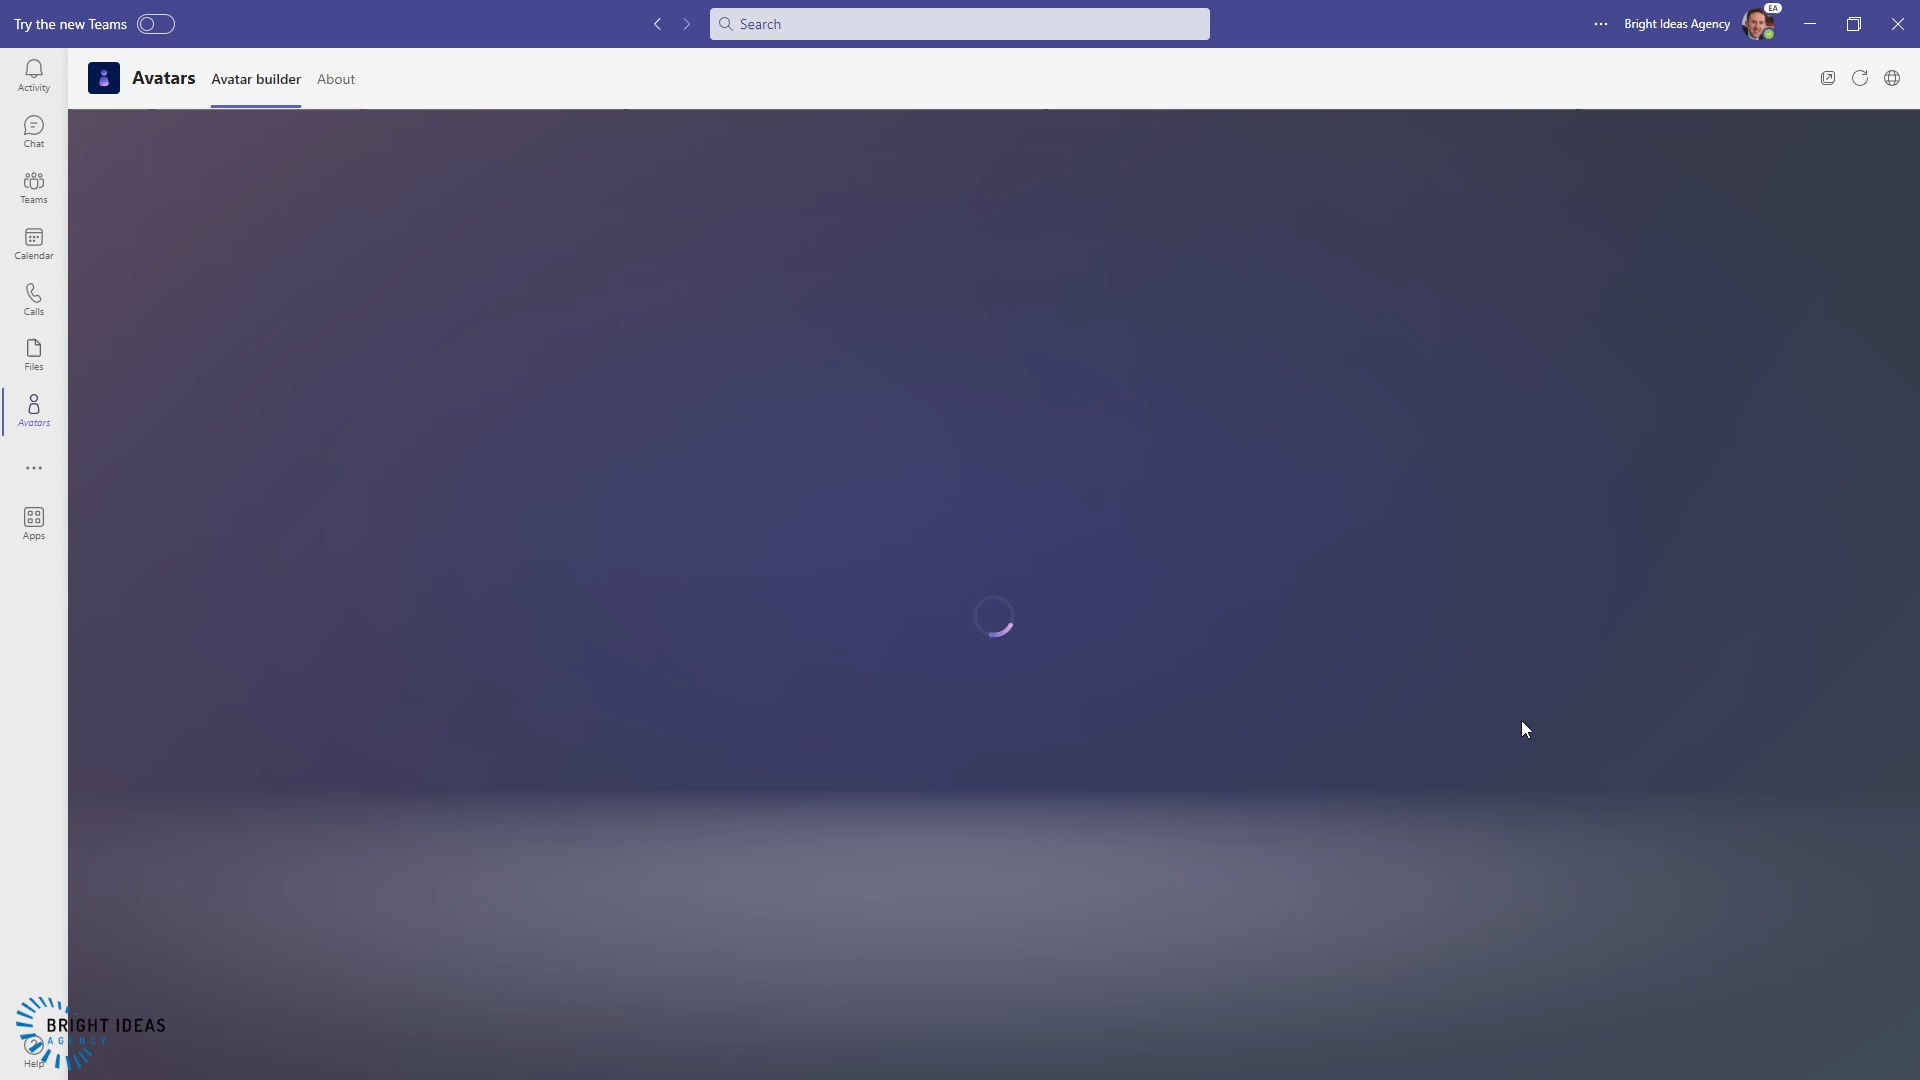 Try the new Teams
Search
Bright Ideas Agency
EA
Avatars
Avatar builder
About
Activity
Chat
Teams
Calendar
Calls
Files
Avatars
Apps
BRIGHT IDEAS
AGENCY
Help